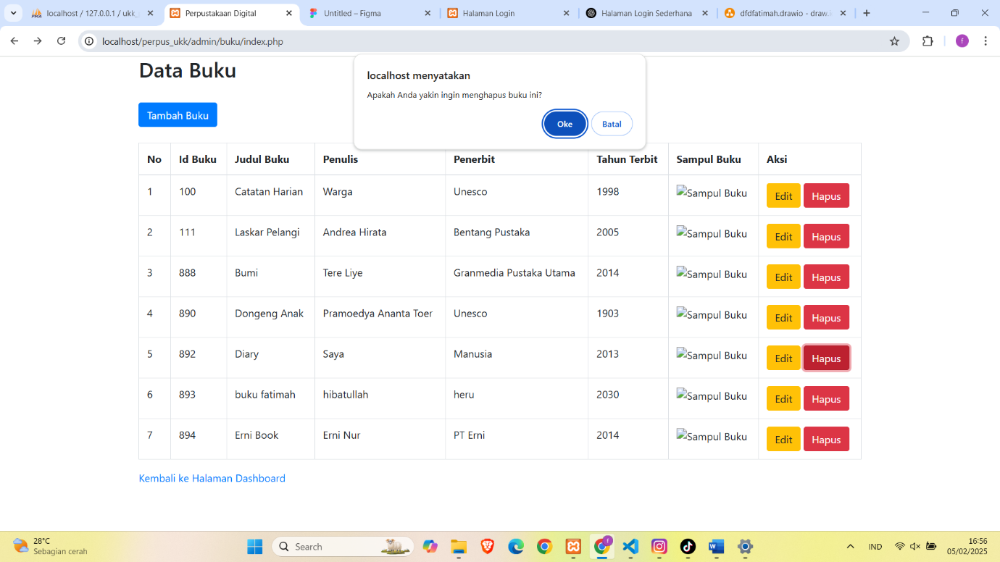 localhost / 127.0.0.1 / ukk_
Perpustakaan Digital
Untitled – Figma
Halaman Login
Halaman Login Sederhana
dfdfatimah.drawio - draw.i
localhost/perpus_ukk/admin/buku/index.php
f
localhost menyatakan
Apakah Anda yakin ingin menghapus buku ini?
Oke Batal
Data Buku
Tambah Buku
No Id Buku Judul Buku Penulis Penerbit Tahun Terbit Sampul Buku Aksi
1 100 Catatan Harian Warga Unesco 1998 Sampul Buku Edit Hapus
2 111 Laskar Pelangi Andrea Hirata Bentang Pustaka 2005 Sampul Buku Edit Hapus
3 888 Bumi Tere Liye Granmedia Pustaka Utama 2014 Sampul Buku Edit Hapus
4 890 Dongeng Anak Pramoedya Ananta Toer Unesco 1903 Sampul Buku Edit Hapus
5 892 Diary Saya Manusia 2013 Sampul Buku Edit Hapus
6 893 buku fatimah hibatullah heru 2030 Sampul Buku Edit Hapus
7 894 Erni Book Erni Nur PT Erni 2014 Sampul Buku Edit Hapus
Kembali ke Halaman Dashboard
28°C
Sebagian cerah
Search
IND
16:56
05/02/2025